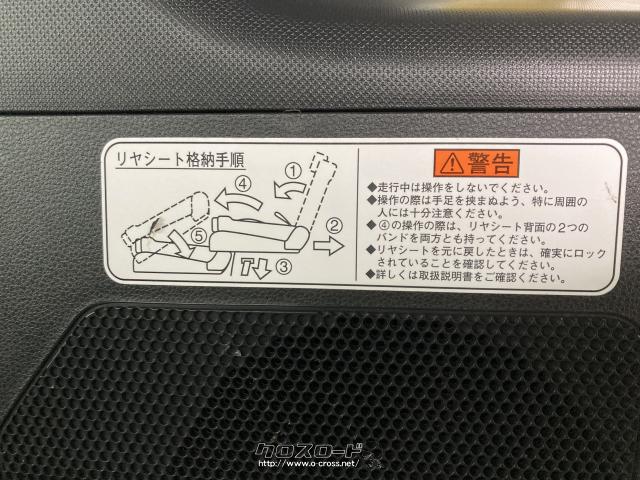 リヤシート格納手順
①
④
②
⑤
③
警告
◆走行中は操作をしないでください。
◆操作の際は手足を挟まぬよう、特に周囲の
人には十分注意ください。
◆④の操作の際は、リヤシート背面の2つの
バンドを両方とも持ってください。
◆リヤシートを元に戻したときは、確実にロック
されていることを確認してください。
◆詳しくは取扱説明書をご確認ください。
クロスロード
http://www.o-cross.net/